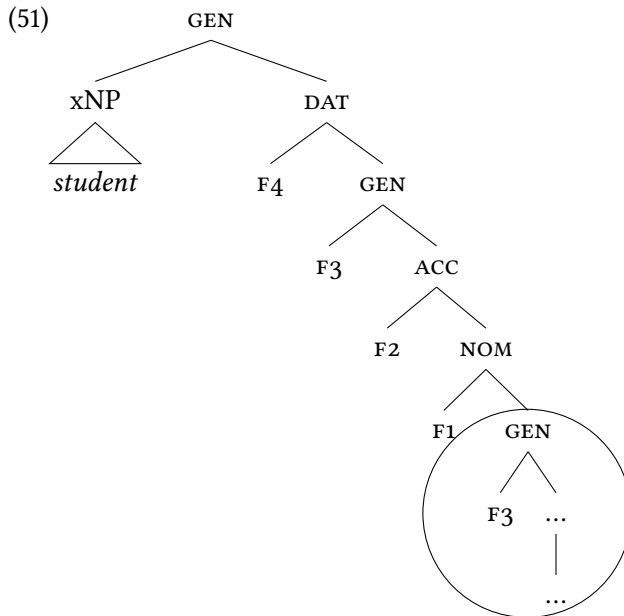 (51) GEN
xNP DAT
student F4 GEN
F3 ACC
F2 NOM
F1 GEN
F3 ...
...